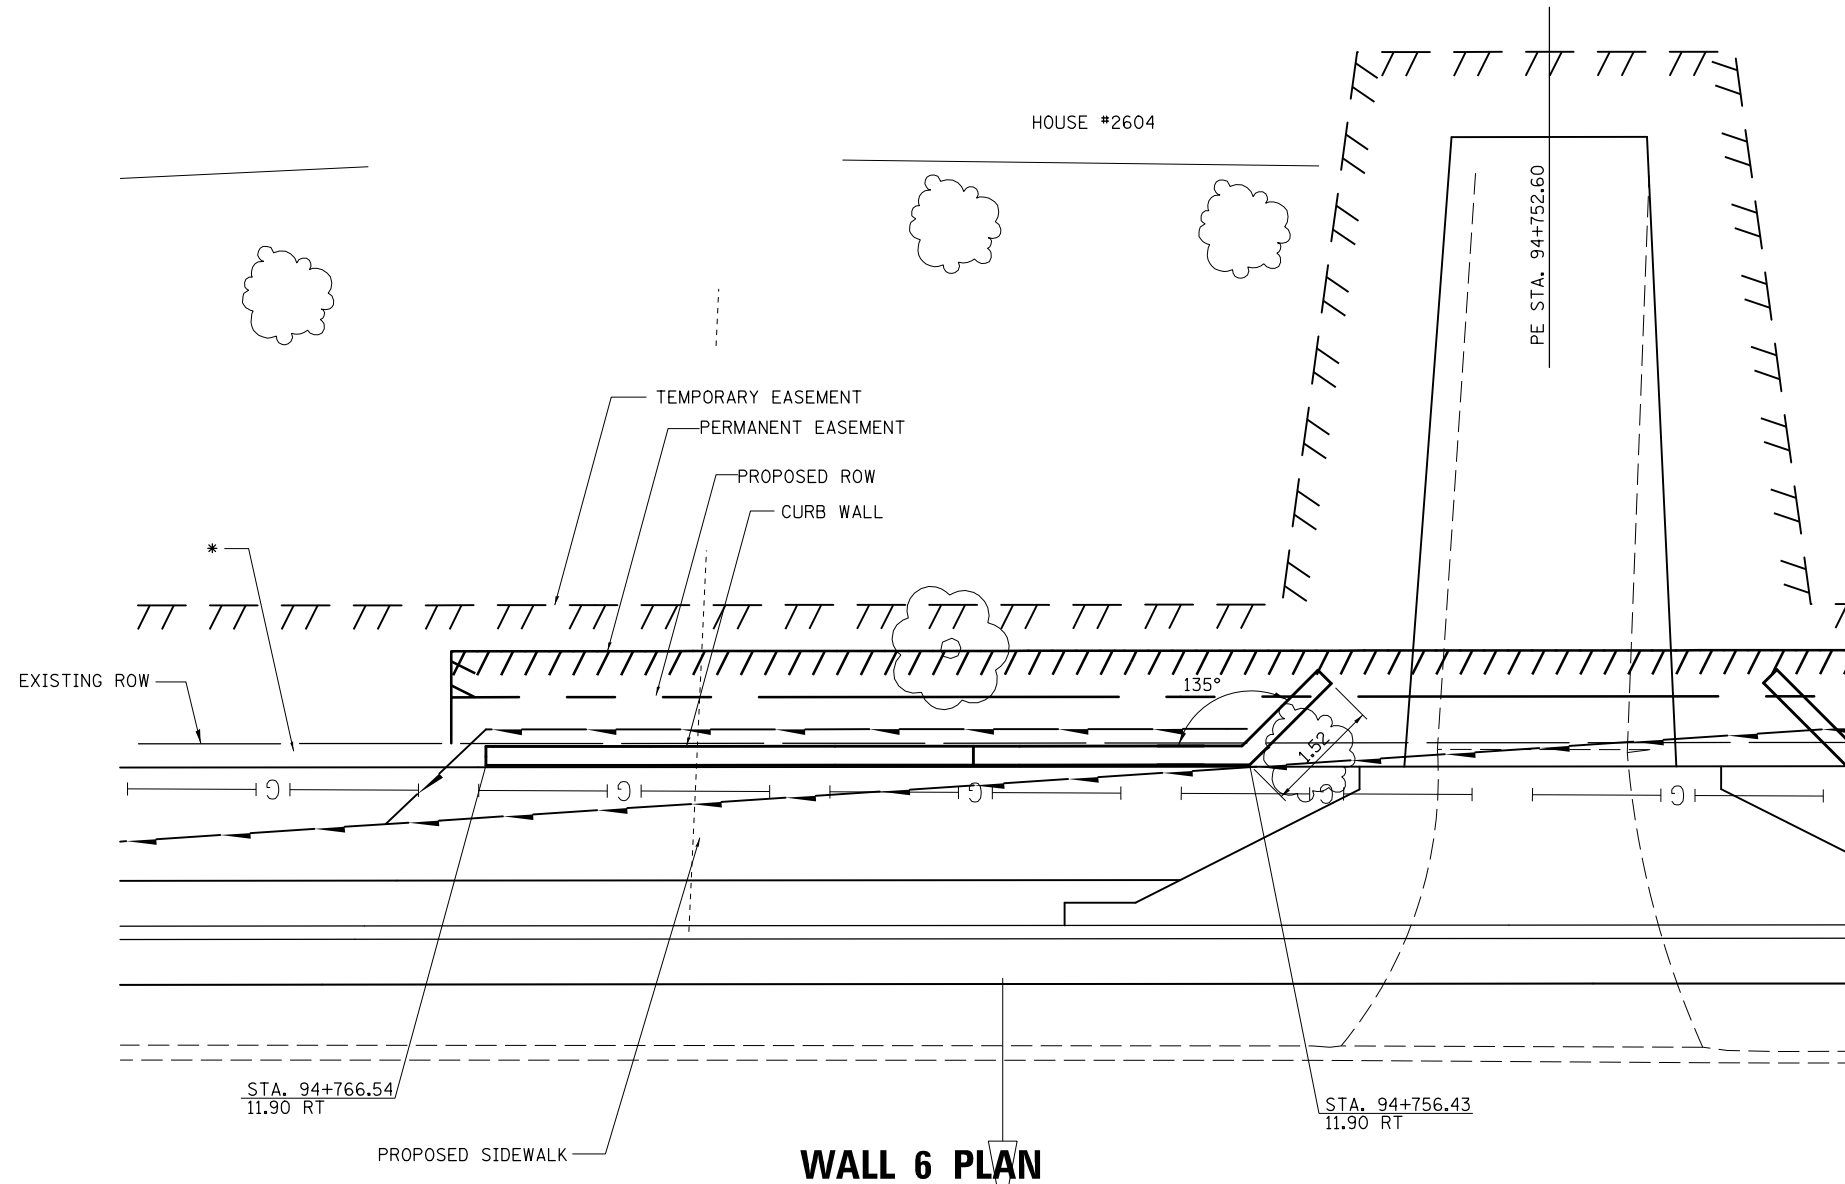 HOUSE #2604
PE STA. 94+752.60
TEMPORARY EASEMENT
PERMANENT EASEMENT
PROPOSED ROW
CURB WALL
*
EXISTING ROW
135°
1.52
G
G
G
G
G
STA. 94+766.54
11.90 RT
STA. 94+756.43
11.90 RT
PROPOSED SIDEWALK
WALL 6 PLAN